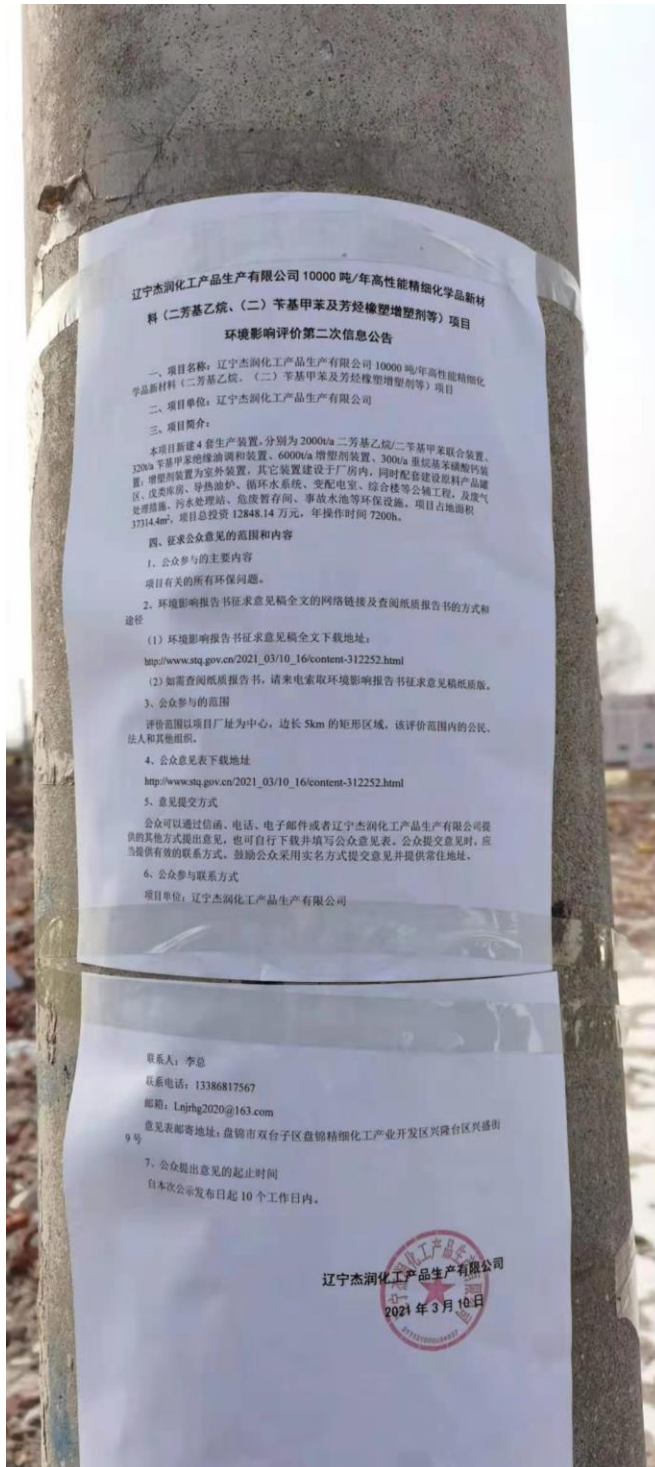 辽宁杰润化工产品生产有限公司 10000 吨/年高性能精细化学品新材
料（二芳基乙烷、（二）苄基甲苯及芳烃橡塑增塑剂等）项目
环境影响评价第二次信息公告
一、项目名称：辽宁杰润化工产品生产有限公司 10000 吨/年高性能精细化
学品新材料（二芳基乙烷、（二）苄基甲苯及芳烃橡塑增塑剂等）项目
二、项目单位：辽宁杰润化工产品生产有限公司
三、项目简介：
本项目新建 4 套生产装置，分别为 2000t/a 二芳基乙烷/二苄基甲苯联合装置、
320t/a 苄基甲苯绝缘油调和装置、6000t/a 增塑剂装置、300t/a 重烷基苯磺酸钙装
置；增塑剂装置为室外装置，其它装置建设于厂房内，同时配套建设原料产品罐
区、戊类库房、导热油炉、循环水系统、变配电室、综合楼等公辅工程，及废气
处理措施、污水处理站、危废暂存间、事故水池等环保设施。项目占地面积
37314.4m²，项目总投资 12848.14 万元，年操作时间 7200h。
四、征求公众意见的范围和内容
1、公众参与的主要内容
项目有关的所有环保问题。
2、环境影响报告书征求意见稿全文的网络链接及查阅纸质报告书的方式和
途径
（1）环境影响报告书征求意见稿全文下载地址：
http://www.stq.gov.cn/2021_03/10_16/content-312252.html
（2）如需查阅纸质报告书，请来电索取环境影响报告书征求意见稿纸质版。
3、公众参与的范围
评价范围以项目厂址为中心，边长 5km 的矩形区域，该评价范围内的公民、
法人和其他组织。
4、公众意见表下载地址
http://www.stq.gov.cn/2021_03/10_16/content-312252.html
5、意见提交方式
公众可以通过信函、电话、电子邮件或者辽宁杰润化工产品生产有限公司提
供的其他方式提出意见，也可自行下载并填写公众意见表。公众提交意见时，应
当提供有效的联系方式，鼓励公众采用实名方式提交意见并提供常住地址。
6、公众参与联系方式
项目单位：辽宁杰润化工产品生产有限公司
联系人：李总
联系电话：13386817567
邮箱：Lnjrhg2020@163.com
意见表邮寄地址：盘锦市双台子区盘锦精细化工产业开发区兴隆台区兴盛街
9 号
7、公众提出意见的起止时间
自本次公示发布日起 10 个工作日内。
辽宁杰润化工产品生产有限公司
2021 年 3 月 10 日